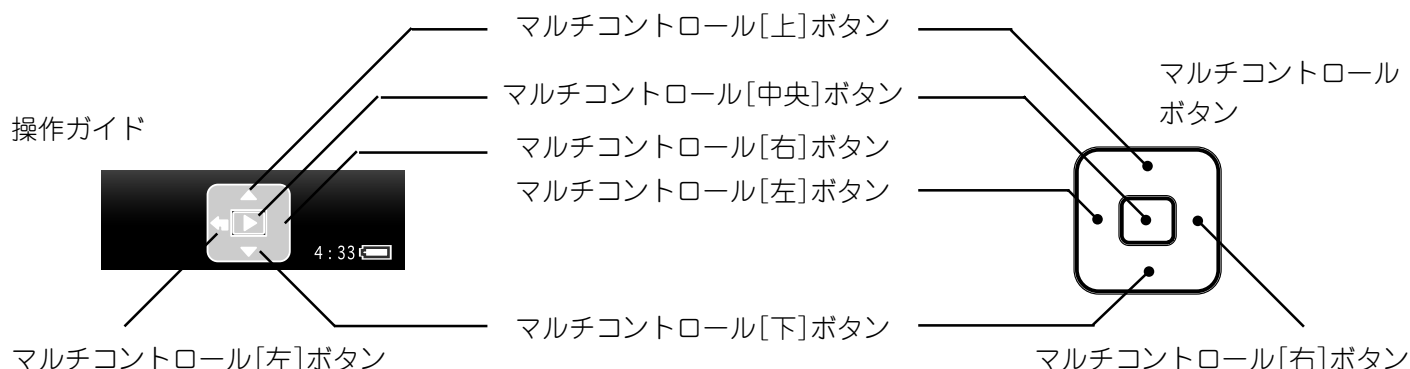 マルチコントロール[上]ボタン
マルチコントロール
ボタン
マルチコントロール[中央]ボタン
操作ガイド
マルチコントロール[右]ボタン
マルチコントロール[左]ボタン
4:33
マルチコントロール[下]ボタン
マルチコントロール[左]ボタン
マルチコントロール[右]ボタン